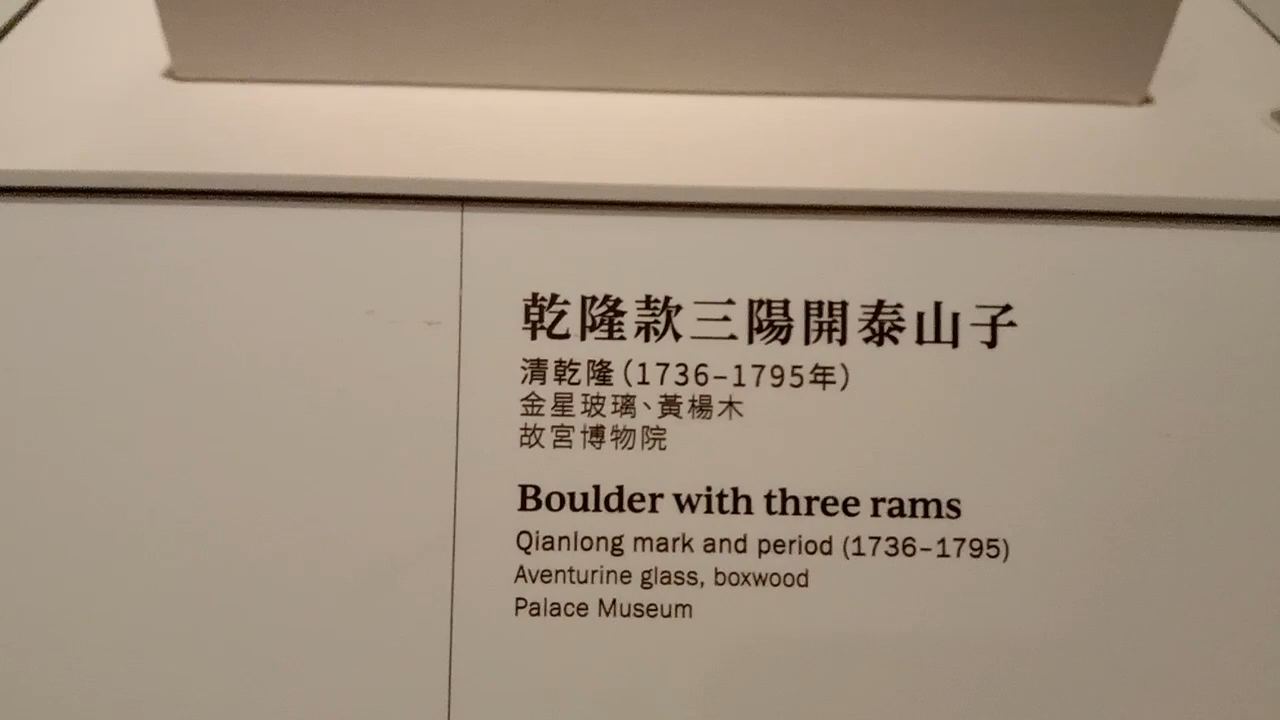 乾隆款三陽開泰山子
清乾隆（1736–1795年）
金星玻璃、黃楊木
故宮博物院
Boulder with three rams
Qianlong mark and period (1736–1795)
Aventurine glass, boxwood
Palace Museum